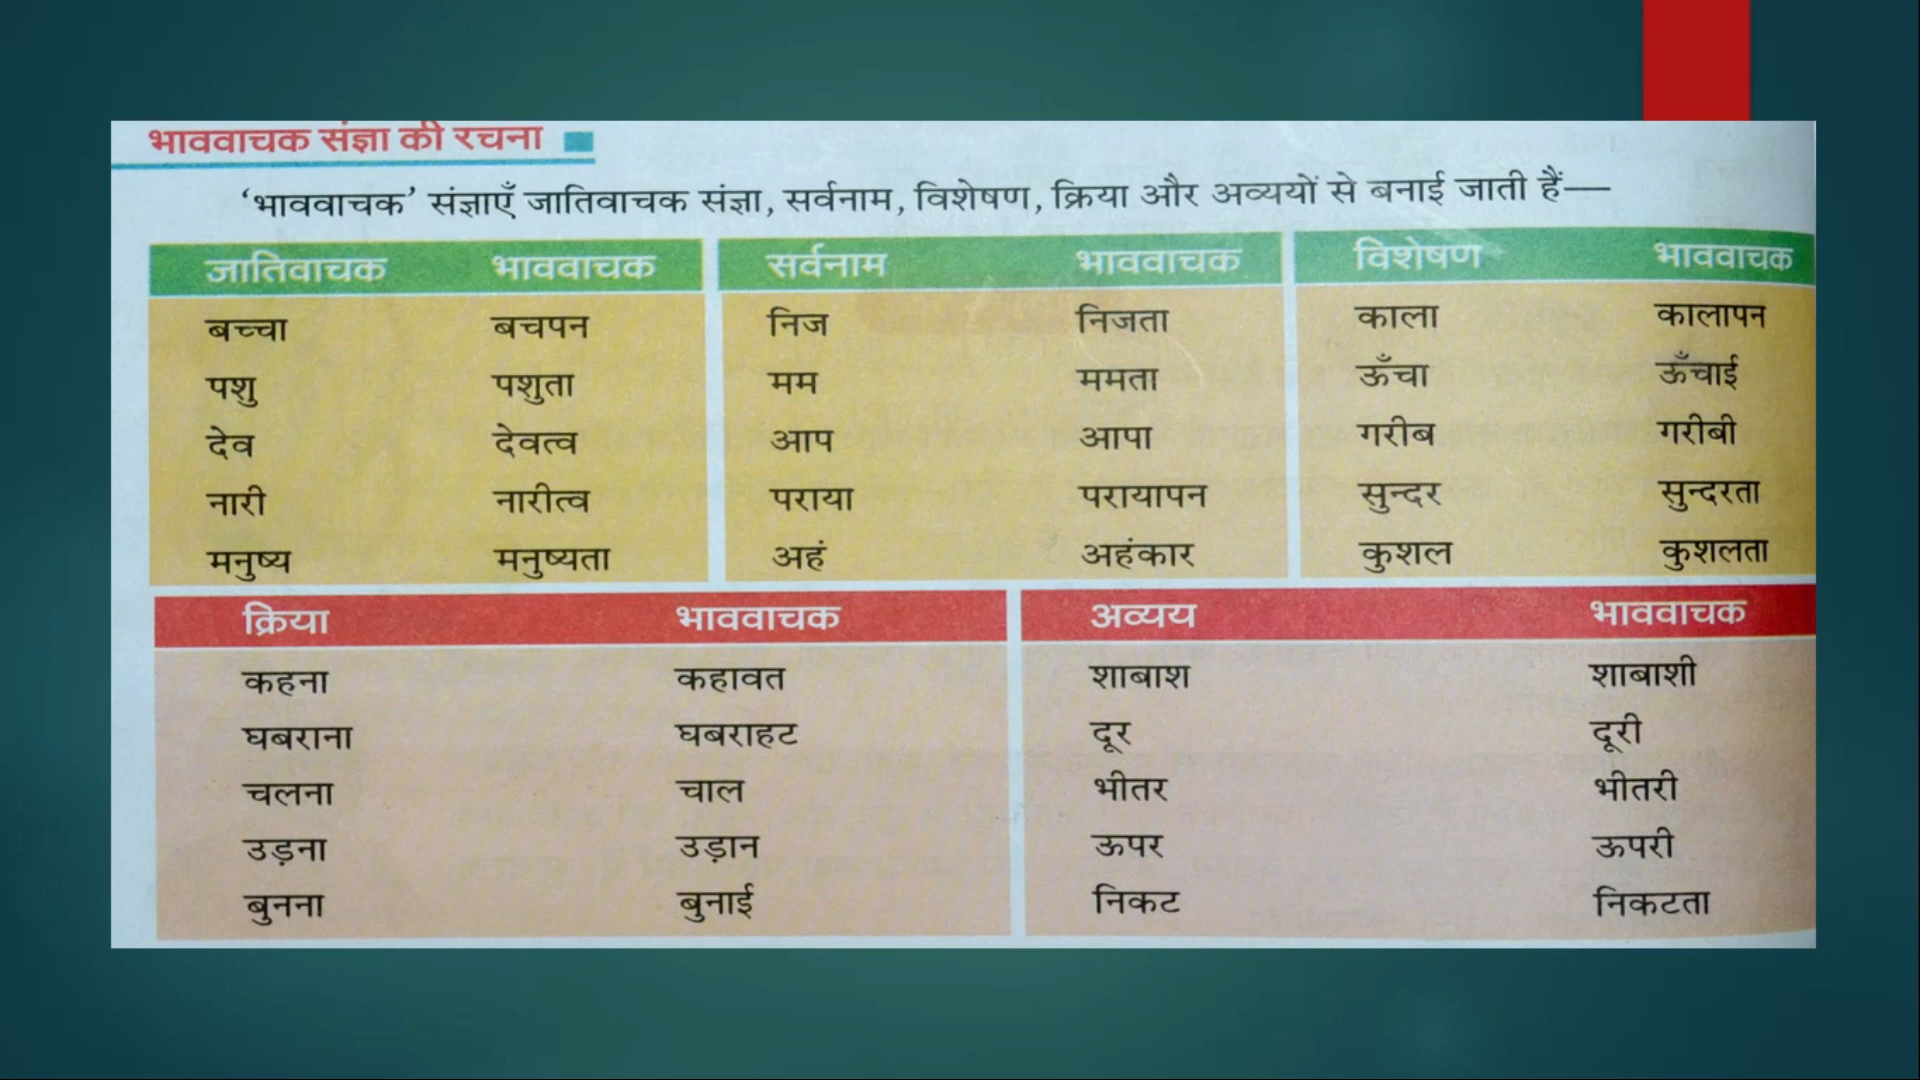 भाववाचक संज्ञा की रचना
‘भाववाचक’ संज्ञाएँ जातिवाचक संज्ञा, सर्वनाम, विशेषण, क्रिया और अव्ययों से बनाई जाती हैं—
जातिवाचक भाववाचक सर्वनाम भाववाचक विशेषण भाववाचक
बच्चा बचपन निज निजता काला कालापन
पशु पशुता मम ममता ऊँचा ऊँचाई
देव देवत्व आप आपा गरीब गरीबी
नारी नारीत्व पराया परायापन सुन्दर सुन्दरता
मनुष्य मनुष्यता अहं अहंकार कुशल कुशलता
क्रिया भाववाचक अव्यय भाववाचक
कहना कहावत शाबाश शाबाशी
घबराना घबराहट दूर दूरी
चलना चाल भीतर भीतरी
उड़ना उड़ान ऊपर ऊपरी
बुनना बुनाई निकट निकटता